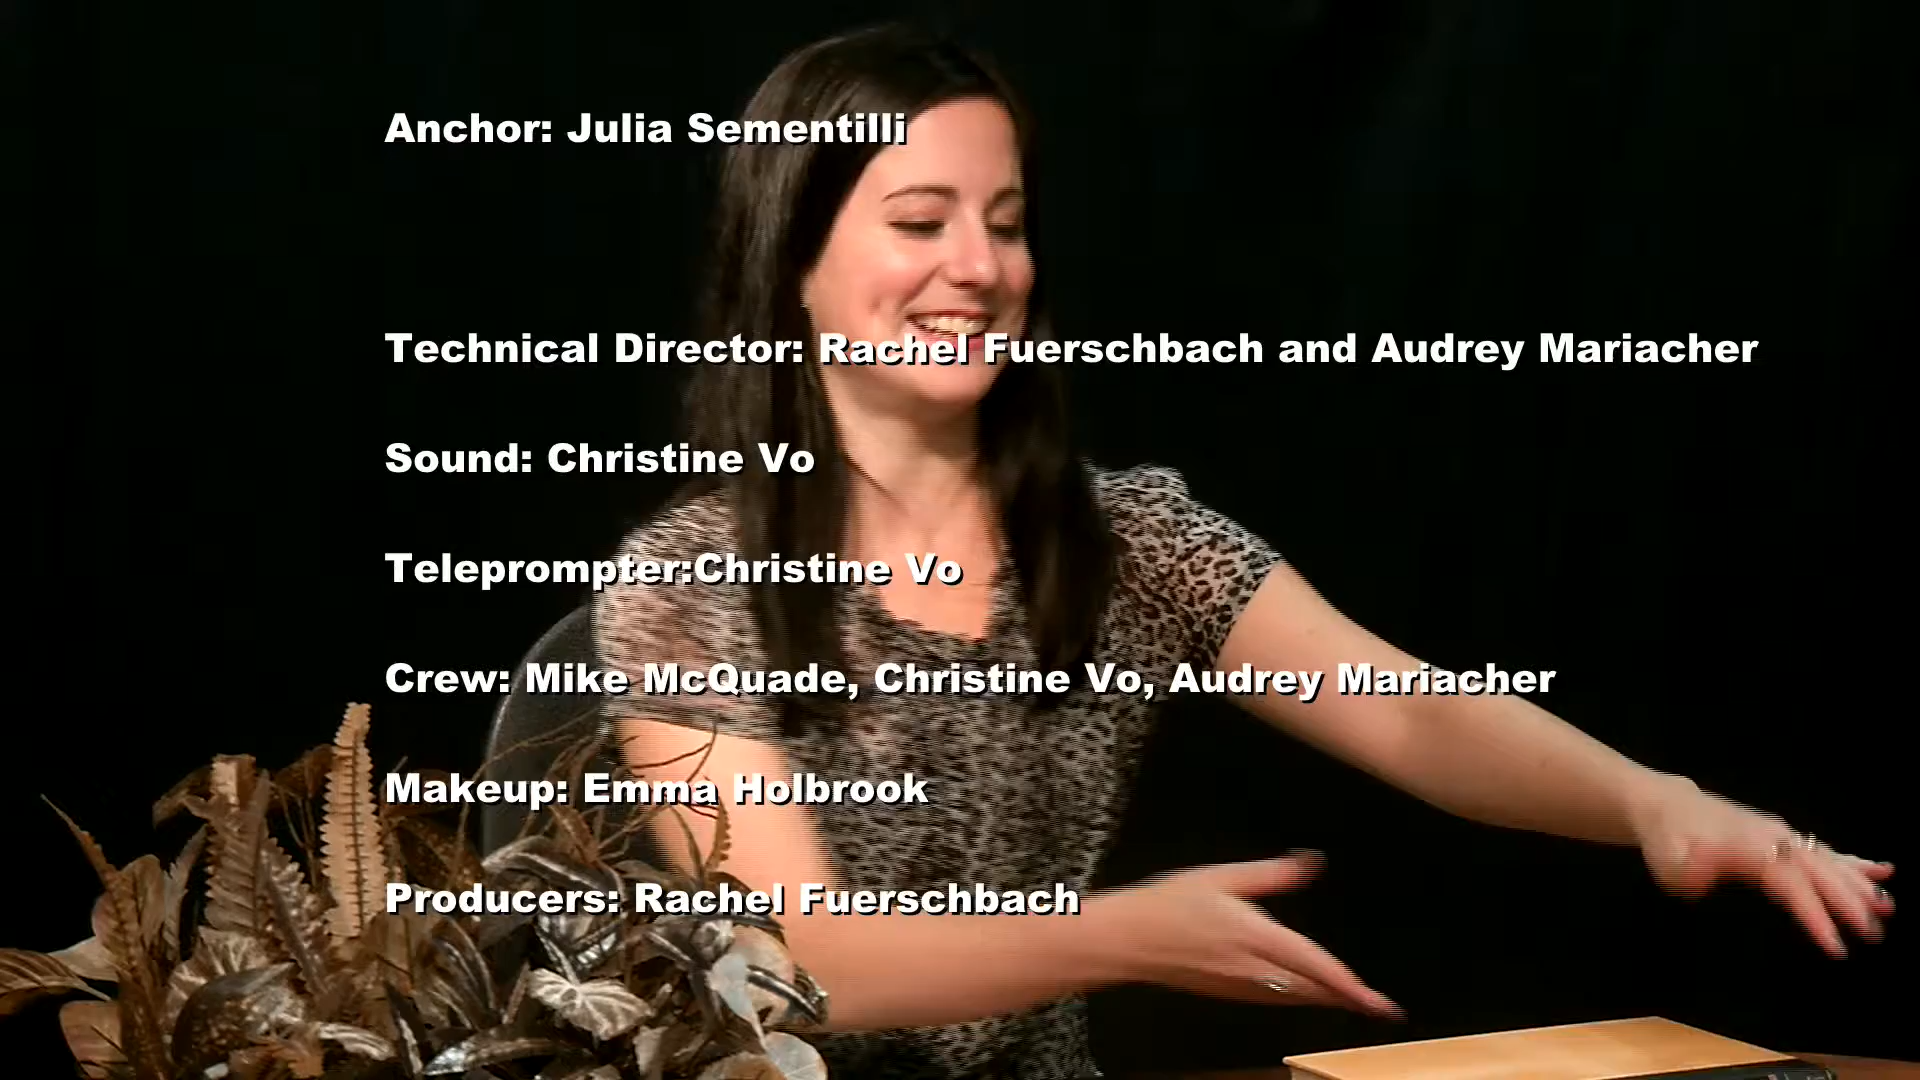 Anchor: Julia Sementilli
Technical Director: Rachel Fuerschbach and Audrey Mariacher
Sound: Christine Vo
Teleprompter:Christine Vo
Crew: Mike McQuade, Christine Vo, Audrey Mariacher
Makeup: Emma Holbrook
Producers: Rachel Fuerschbach